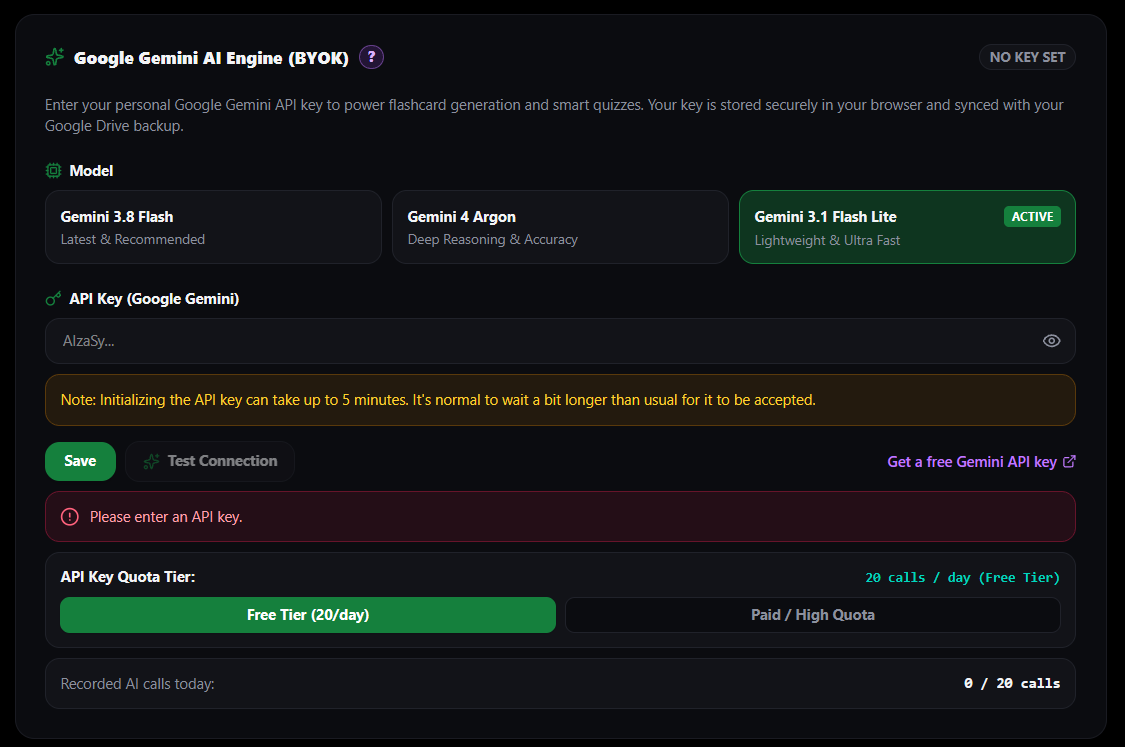 Google Gemini AI Engine (BYOK) ?
NO KEY SET
Enter your personal Google Gemini API key to power flashcard generation and smart quizzes. Your key is stored securely in your browser and synced with your
Google Drive backup.
Model
Gemini 3.8 Flash
Latest & Recommended
Gemini 4 Argon
Deep Reasoning & Accuracy
Gemini 3.1 Flash Lite
ACTIVE
Lightweight & Ultra Fast
API Key (Google Gemini)
AIzaSy...
Note: Initializing the API key can take up to 5 minutes. It's normal to wait a bit longer than usual for it to be accepted.
Save
Test Connection
Get a free Gemini API key
Please enter an API key.
API Key Quota Tier:
20 calls / day (Free Tier)
Free Tier (20/day)
Paid / High Quota
Recorded AI calls today:
0 / 20 calls